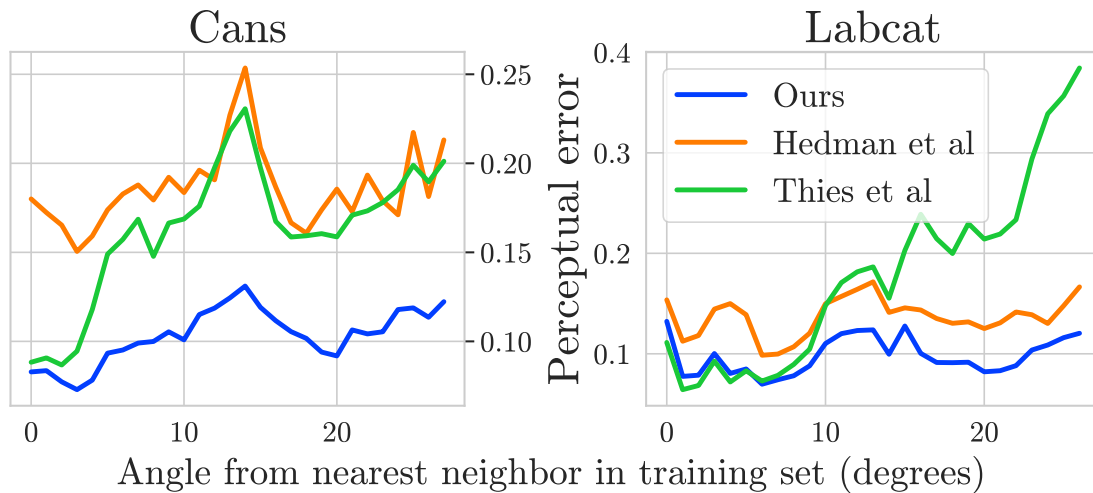 Cans
Labcat
0.25
0.20
0.15
0.10
Perceptual error
0.4
0.3
0.2
0.1
Ours
Hedman et al
Thies et al
0
10
20
0
10
20
Angle from nearest neighbor in training set (degrees)